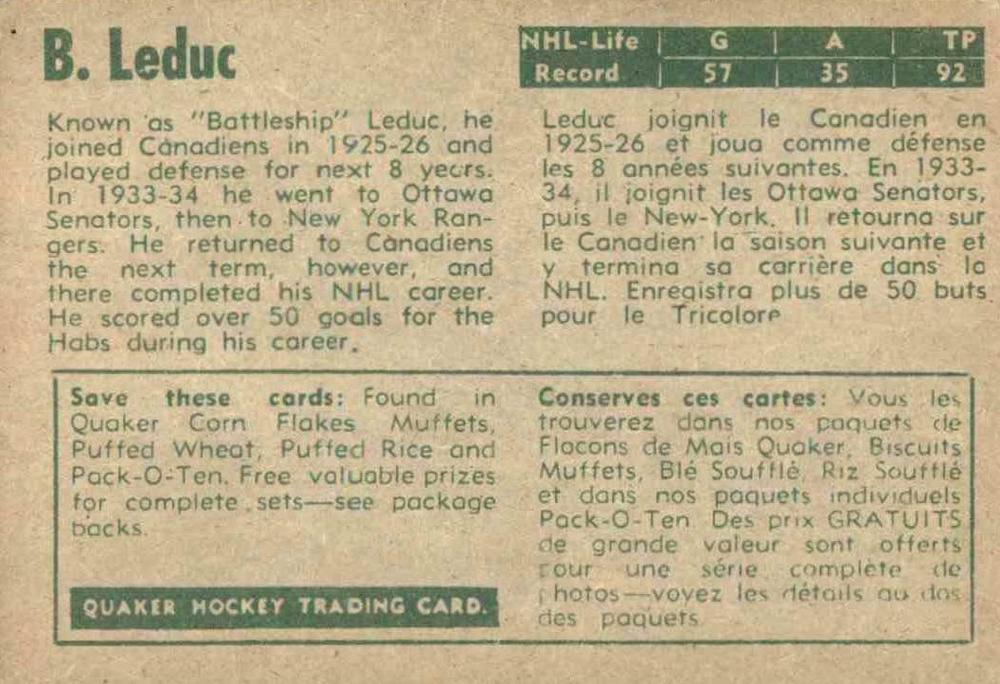 B. Leduc
NHL-Life | G | A | TP
Record | 57 | 35 | 92
Known as "Battleship" Leduc, he
joined Canadiens in 1925-26 and
played defense for next 8 years.
In 1933-34 he went to Ottawa
Senators, then to New York Ran-
gers. He returned to Canadiens
the next term, however, and
there completed his NHL career.
He scored over 50 goals for the
Habs during his career.
Leduc joignit le Canadien en
1925-26 et joua comme défense
les 8 années suivantes. En 1933-
34, il joignit les Ottawa Senators,
puis le New-York. Il retourna sur
le Canadien la saison suivante et
y termina sa carrière dans la
NHL. Enregistra plus de 50 buts
pour le Tricolore
Save these cards: Found in
Quaker Corn Flakes Muffets,
Puffed Wheat, Puffed Rice and
Pack-O-Ten. Free valuable prizes
for complete sets—see package
backs.
QUAKER HOCKEY TRADING CARD.
Conserves ces cartes: Vous les
trouverez dans nos paquets de
Flocons de Mais Quaker, Biscuits
Muffets, Blé Soufflé, Riz Soufflé
et dans nos paquets individuels
Pack-O-Ten Des prix GRATUITS
de grande valeur sont offerts
pour une série complète de
photos—voyez les détails au dos
des paquets